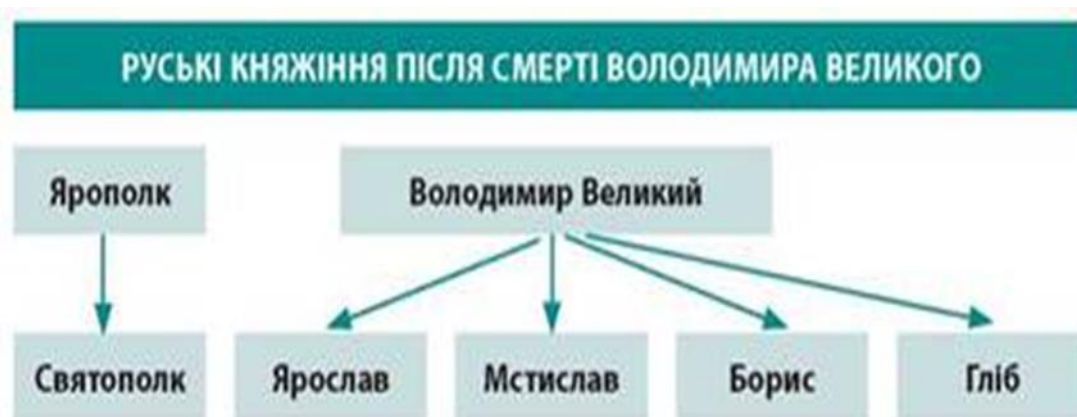 РУСЬКІ КНЯЖІННЯ ПІСЛЯ СМЕРТІ ВОЛОДИМИРА ВЕЛИКОГО
Ярополк
Володимир Великий
Святополк
Ярослав
Мстислав
Борис
Гліб